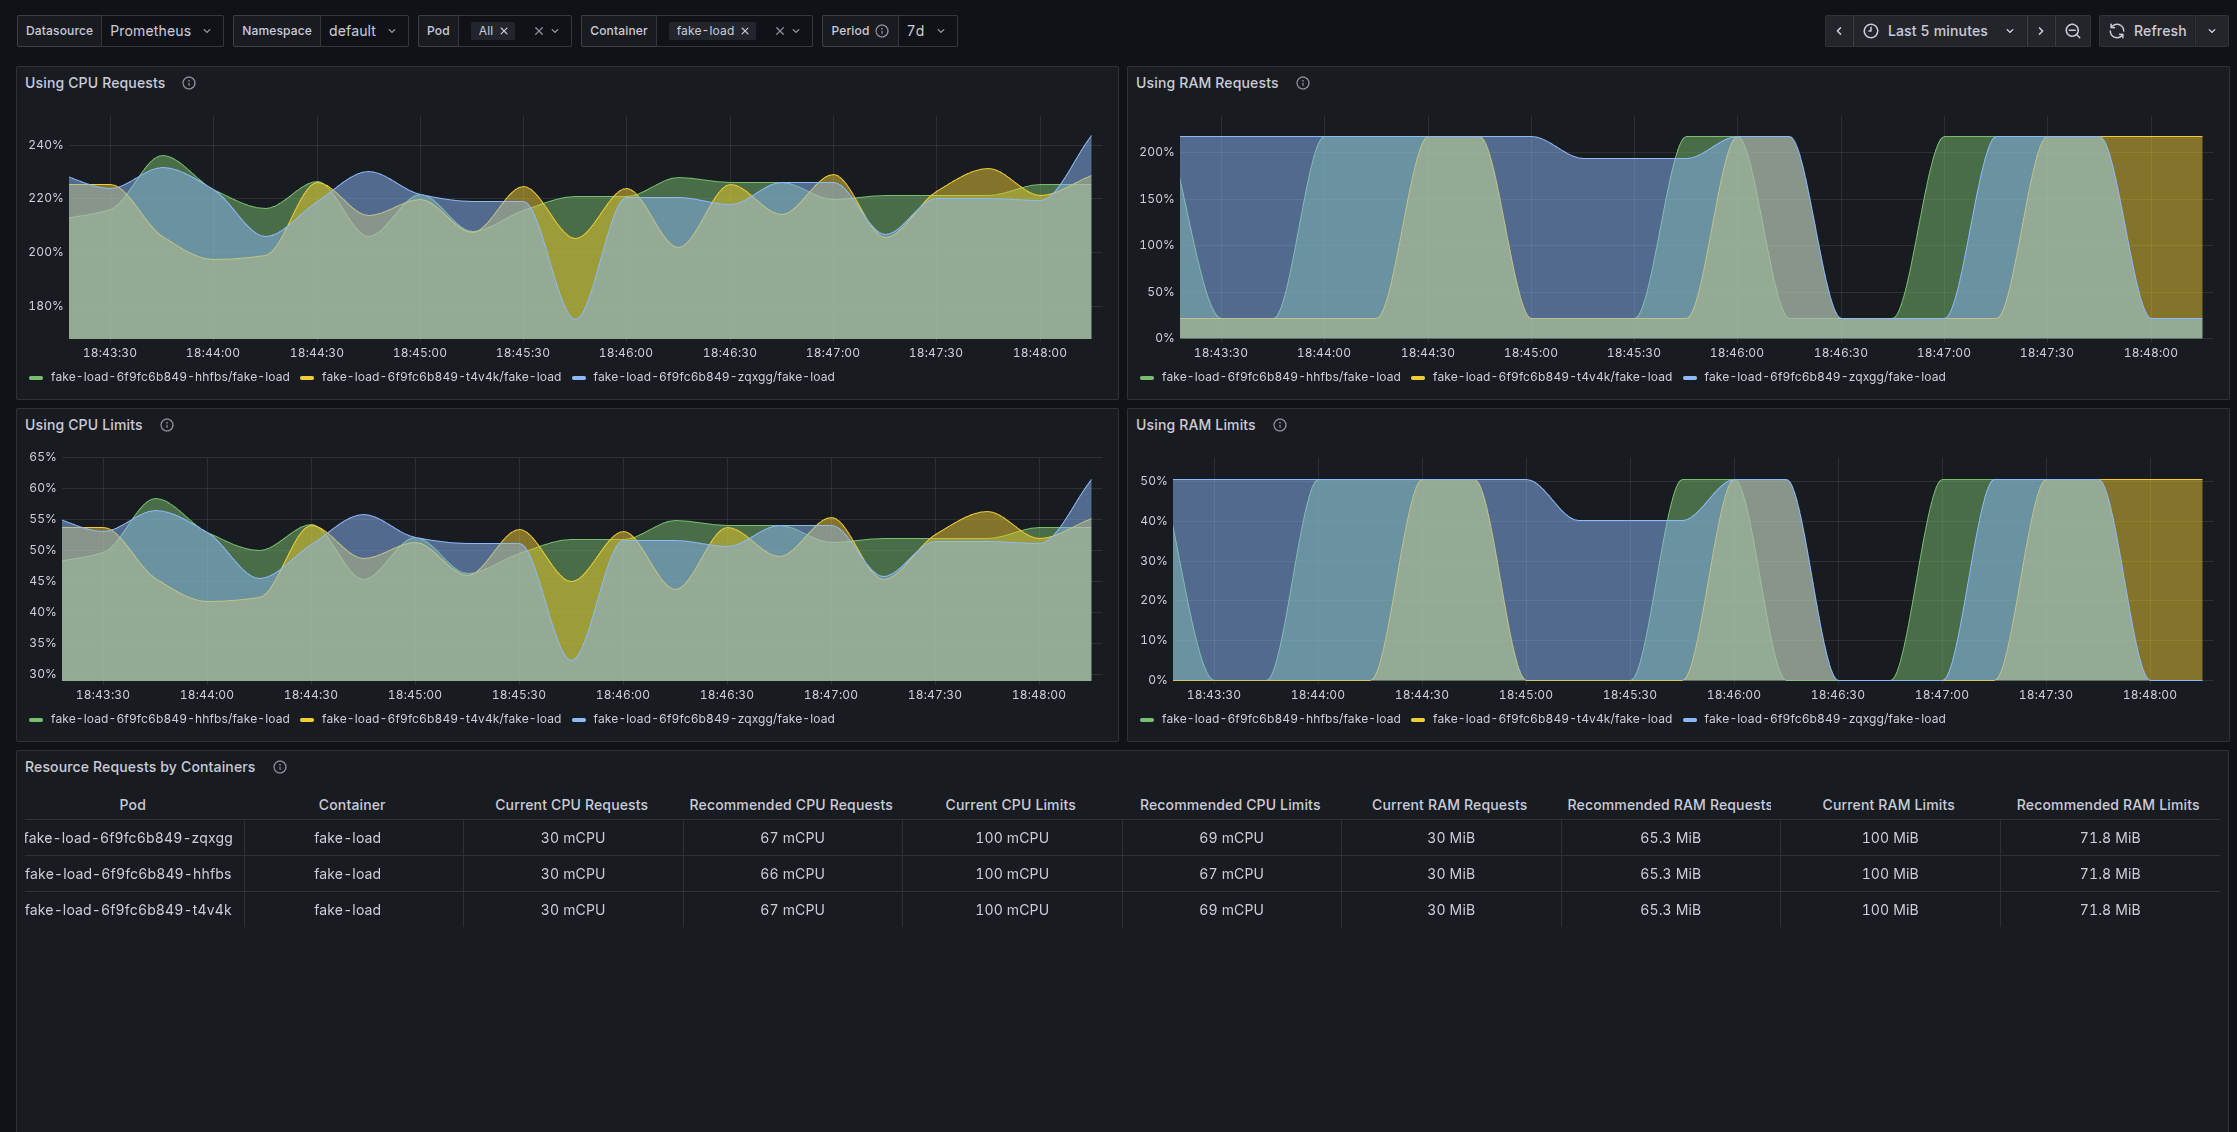 Datasource Prometheus Namespace default Pod All Container fake-load Period 7d Last 5 minutes Refresh
Using CPU Requests
240%
220%
200%
180%
18:43:30 18:44:00 18:44:30 18:45:00 18:45:30 18:46:00 18:46:30 18:47:00 18:47:30 18:48:00
fake-load-6f9fc6b849-hhfbs/fake-load fake-load-6f9fc6b849-t4v4k/fake-load fake-load-6f9fc6b849-zqxgg/fake-load
Using RAM Requests
200%
150%
100%
50%
0%
18:43:30 18:44:00 18:44:30 18:45:00 18:45:30 18:46:00 18:46:30 18:47:00 18:47:30 18:48:00
fake-load-6f9fc6b849-hhfbs/fake-load fake-load-6f9fc6b849-t4v4k/fake-load fake-load-6f9fc6b849-zqxgg/fake-load
Using CPU Limits
65%
60%
55%
50%
45%
40%
35%
30%
18:43:30 18:44:00 18:44:30 18:45:00 18:45:30 18:46:00 18:46:30 18:47:00 18:47:30 18:48:00
fake-load-6f9fc6b849-hhfbs/fake-load fake-load-6f9fc6b849-t4v4k/fake-load fake-load-6f9fc6b849-zqxgg/fake-load
Using RAM Limits
50%
40%
30%
20%
10%
0%
18:43:30 18:44:00 18:44:30 18:45:00 18:45:30 18:46:00 18:46:30 18:47:00 18:47:30 18:48:00
fake-load-6f9fc6b849-hhfbs/fake-load fake-load-6f9fc6b849-t4v4k/fake-load fake-load-6f9fc6b849-zqxgg/fake-load
Resource Requests by Containers
Pod Container Current CPU Requests Recommended CPU Requests Current CPU Limits Recommended CPU Limits Current RAM Requests Recommended RAM Requests Current RAM Limits Recommended RAM Limits
fake-load-6f9fc6b849-zqxgg fake-load 30 mCPU 67 mCPU 100 mCPU 69 mCPU 30 MiB 65.3 MiB 100 MiB 71.8 MiB
fake-load-6f9fc6b849-hhfbs fake-load 30 mCPU 66 mCPU 100 mCPU 67 mCPU 30 MiB 65.3 MiB 100 MiB 71.8 MiB
fake-load-6f9fc6b849-t4v4k fake-load 30 mCPU 67 mCPU 100 mCPU 69 mCPU 30 MiB 65.3 MiB 100 MiB 71.8 MiB